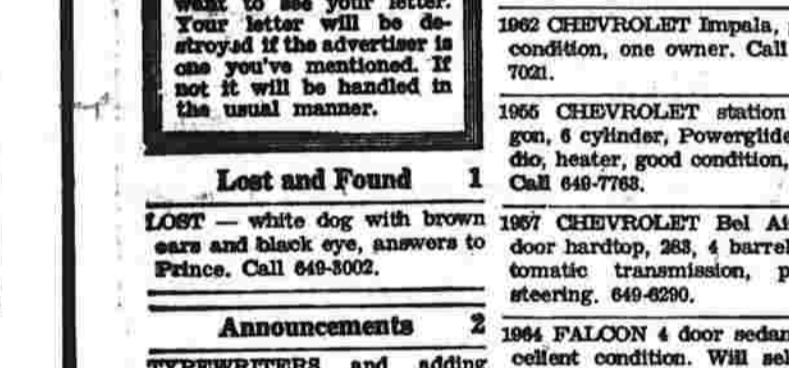 want to see your letter.
Your letter will be de-
stroyed if the advertiser is
one you've mentioned. If
not it will be handled in
the usual manner.
Lost and Found 1
LOST — white dog with brown
ears and black eye, answers to
Prince. Call 649-3002.
Announcements 2
TYPEWRITERS and adding
1962 CHEVROLET Impala,
condition, one owner. Call
7021.
1955 CHEVROLET station
gon, 6 cylinder, Powerglide
dio, heater, good condition,
Call 649-7763.
1957 CHEVROLET Bel Ai
door hardtop, 283, 4 barrel
tomatic transmission, p
steering. 649-6290.
1964 FALCON 4 door sedan
cellent condition. Will sel